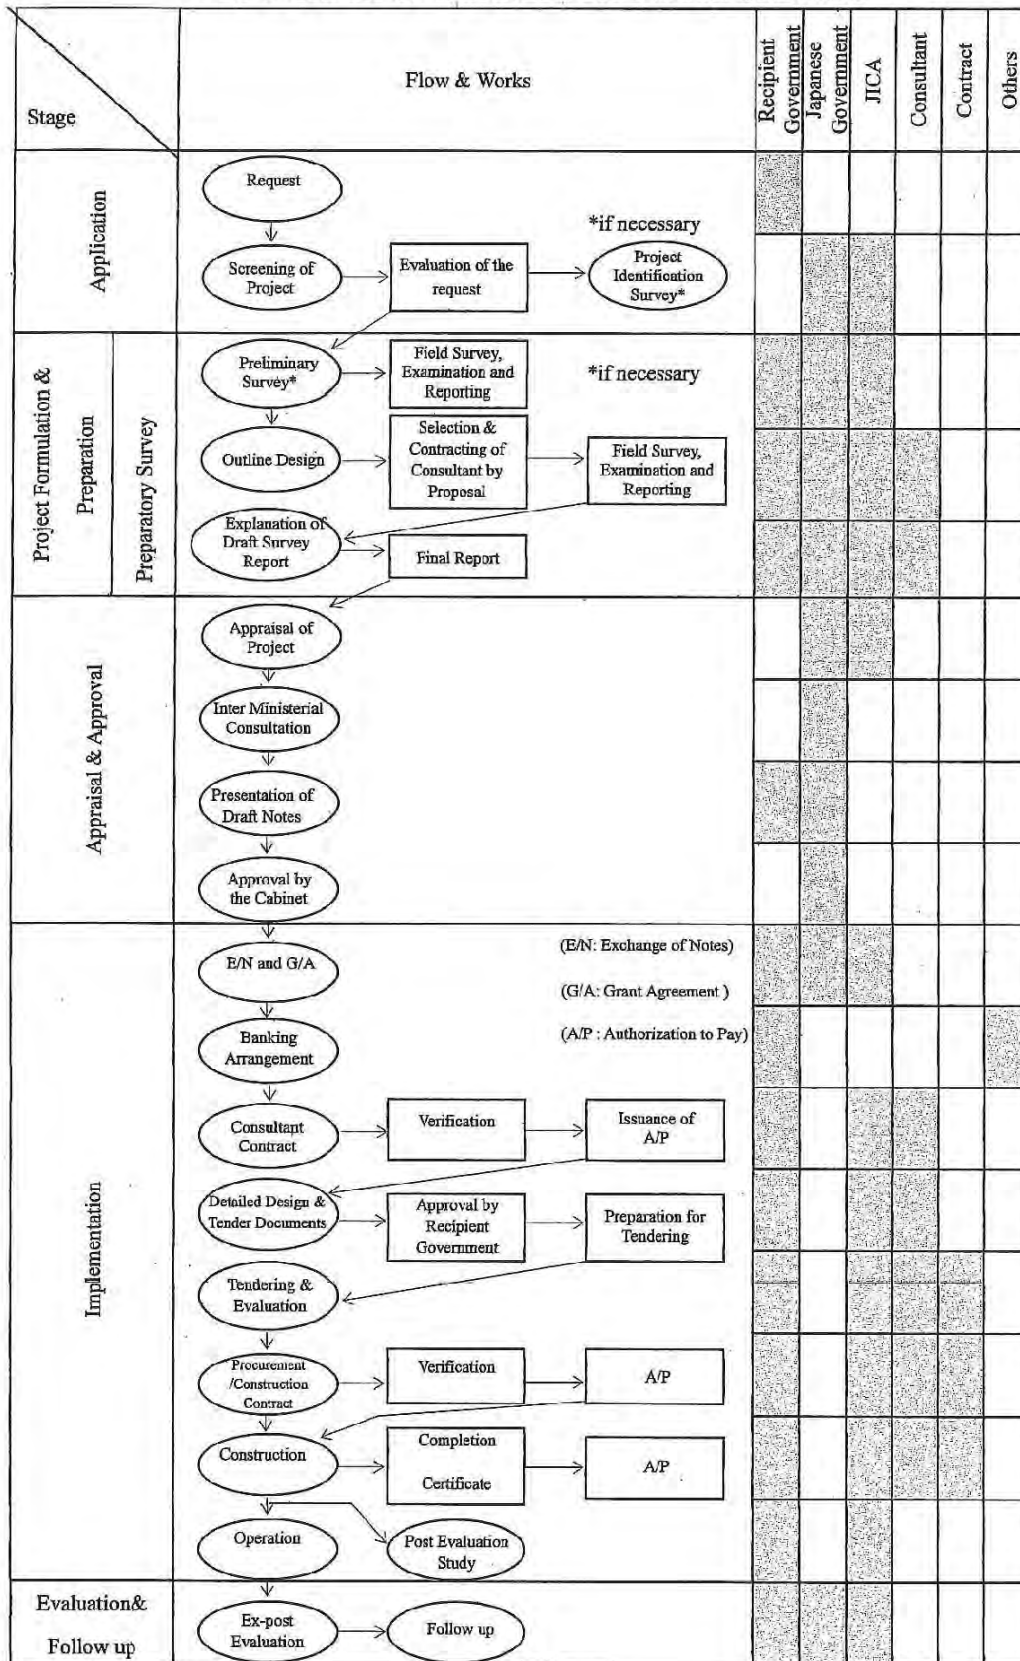 Stage
Flow & Works
Recipient
Government
Japanese
Government
JICA
Consultant
Contract
Others
Application
Request
*if necessary
Screening of
Project
Evaluation of the
request
Project
Identification
Survey*
Project Formulation &
Preparation
Preparatory Survey
Preliminary
Survey*
Field Survey,
Examination and
Reporting
*if necessary
Outline Design
Selection &
Contracting of
Consultant by
Proposal
Field Survey,
Examination and
Reporting
Explanation of
Draft Survey
Report
Final Report
Appraisal & Approval
Appraisal of
Project
Inter Ministerial
Consultation
Presentation of
Draft Notes
Approval by
the Cabinet
Implementation
E/N and G/A
(E/N: Exchange of Notes)
(G/A: Grant Agreement )
(A/P : Authorization to Pay)
Banking
Arrangement
Consultant
Contract
Verification
Issuance of
A/P
Detailed Design &
Tender Documents
Approval by
Recipient
Government
Preparation for
Tendering
Tendering &
Evaluation
Procurement
/Construction
Contract
Verification
A/P
Construction
Completion
Certificate
A/P
Operation
Post Evaluation
Study
Evaluation&
Follow up
Ex-post
Evaluation
Follow up